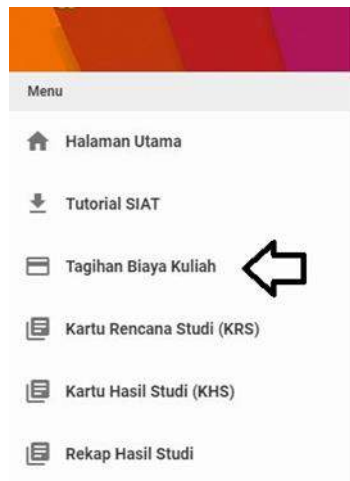 Menu
Halaman Utama
Tutorial SIAT
Tagihan Biaya Kuliah
Kartu Rencana Studi (KRS)
Kartu Hasil Studi (KHS)
Rekap Hasil Studi